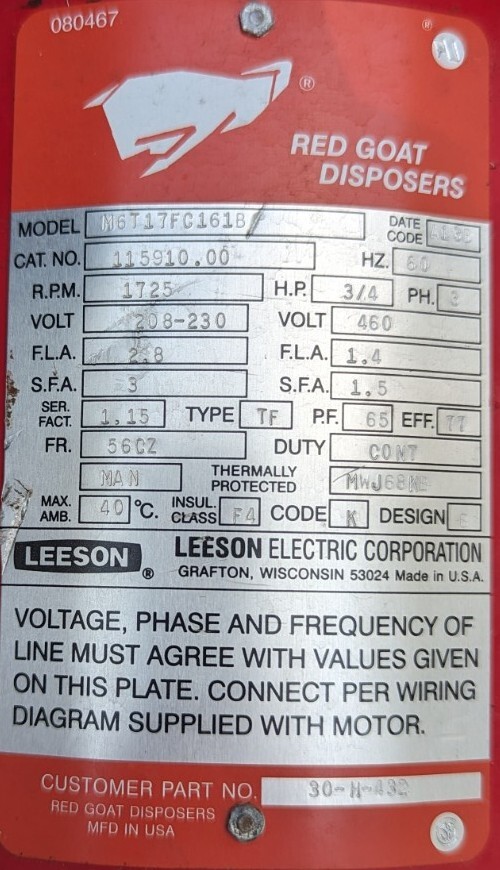 080467
®
RED GOAT
DISPOSERS
MODEL M6T17FC161B DATE CODE
CAT. NO. 115910.00 HZ. 60
R.P.M. 1725 H.P. 3/4 PH. 3
VOLT 208-230 VOLT 460
F.L.A. 2.8 F.L.A. 1.4
S.F.A. 3 S.F.A. 1.5
SER. FACT. 1.15 TYPE TF P.F. 65 EFF. 77
FR. 56CZ DUTY CONT
MAN THERMALLY PROTECTED
MAX. AMB. 40 °C. INSUL. CLASS F4 CODE K DESIGN
LEESON ® LEESON ELECTRIC CORPORATION
GRAFTON, WISCONSIN 53024 Made in U.S.A.
VOLTAGE, PHASE AND FREQUENCY OF
LINE MUST AGREE WITH VALUES GIVEN
ON THIS PLATE. CONNECT PER WIRING
DIAGRAM SUPPLIED WITH MOTOR.
CUSTOMER PART NO. 30-H-432
RED GOAT DISPOSERS
MFD IN USA